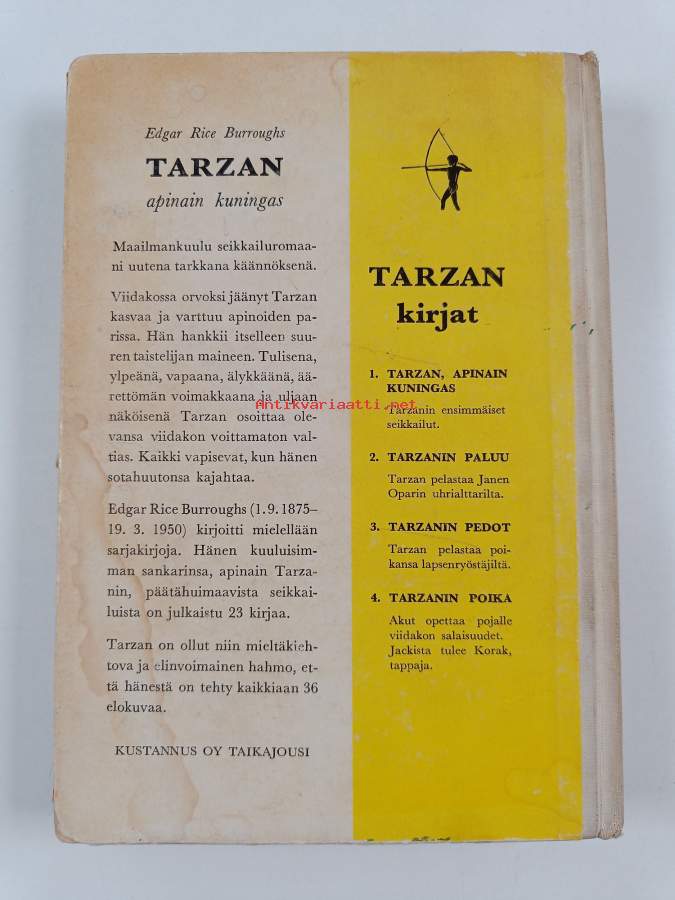 Edgar Rice Burroughs
TARZAN
apinain kuningas
Maailmankuulu seikkailuromaa-
ni uutena tarkkana käännöksenä.
Viidakossa orvoksi jäänyt Tarzan
kasvaa ja varttuu apinoiden pa-
rissa. Hän hankkii itselleen suu-
ren taistelijan maineen. Tulisena,
ylpeänä, vapaana, älykkäänä, ää-
rettömän voimakkaana ja uljaan
näköisenä Tarzan osoittaa ole-
vansa viidakon voittamaton val-
tias. Kaikki vapisevat, kun hänen
sotahuutonsa kajahtaa.
Edgar Rice Burroughs (1.9.1875–
19. 3. 1950) kirjoitti mielellään
sarjakirjoja. Hänen kuuluisim-
man sankarinsa, apinain Tarza-
nin, päätähuimaavista seikkai-
luista on julkaistu 23 kirjaa.
Tarzan on ollut niin mieltäkieh-
tova ja elinvoimainen hahmo, et-
tä hänestä on tehty kaikkiaan 36
elokuvaa.
KUSTANNUS OY TAIKAJOUSI
TARZAN
kirjat
1. TARZAN, APINAIN
KUNINGAS
Tarzanin ensimmäiset
seikkailut.
2. TARZANIN PALUU
Tarzan pelastaa Janen
Oparin uhrialttarilta.
3. TARZANIN PEDOT
Tarzan pelastaa poi-
kansa lapsenryöstäjiltä.
4. TARZANIN POIKA
Akut opettaa pojalle
viidakon salaisuudet.
Jackista tulee Korak,
tappaja.
Antikvariaatti.net